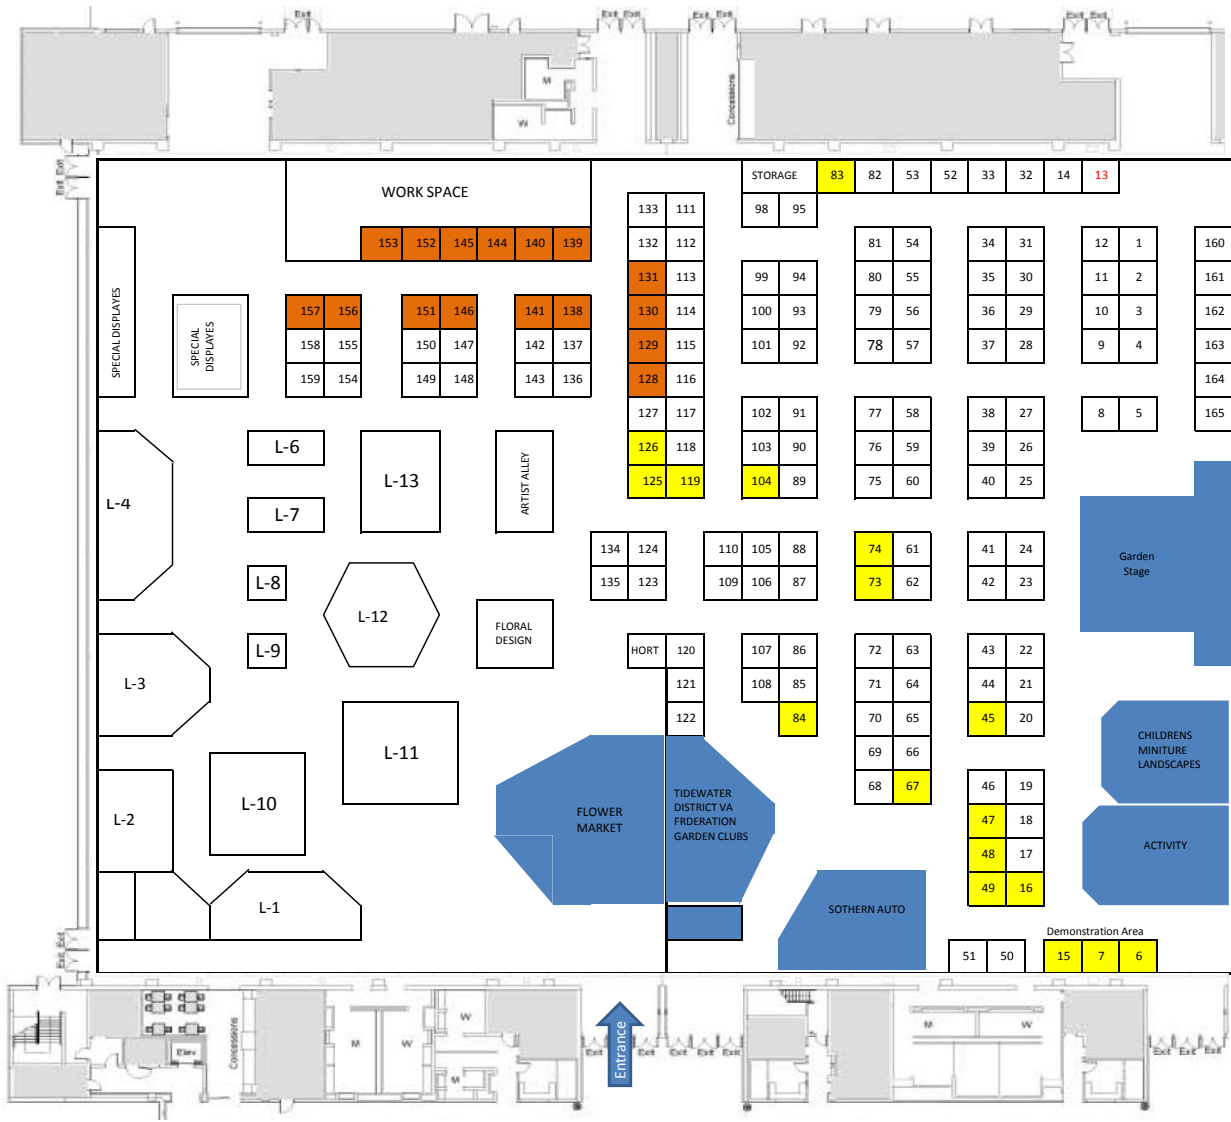 Exit
Exit Exit
Exit Exit
Exit Exit
M
W
Concessions
Exit Exit
Exit Exit
WORK SPACE
STORAGE 83 82 53 52 33 32 14 13
133 111 98 95
153 152 145 144 140 139 132 112 81 54 34 31 12 1 160
131 113 99 94 80 55 35 30 11 2 161
157 156 151 146 141 138 130 114 100 93 79 56 36 29 10 3 162
158 155 150 147 142 137 129 115 101 92 78 57 37 28 9 4 163
159 154 149 148 143 136 128 116 164
SPECIAL DISPLAYES
SPECIAL
DISPLAYES
127 117 102 91 77 58 38 27 8 5 165
L-6 126 118 103 90 76 59 39 26
L-13
ARTIST ALLEY
125 119 104 89 75 60 40 25
L-4
L-7
134 124 110 105 88 74 61 41 24
Garden
Stage
L-8 135 123 109 106 87 73 62 42 23
L-12
FLORAL
DESIGN
L-9 HORT 120 107 86 72 63 43 22
L-3 121 108 85 71 64 44 21
122 84 70 65 45 20
CHILDRENS
MINITURE
LANDSCAPES
L-11
69 66
68 67 46 19
L-10
L-2
FLOWER
MARKET
TIDEWATER
DISTRICT VA
FRDERATION
GARDEN CLUBS
47 18
48 17
ACTIVITY
49 16
L-1
SOTHERN AUTO
Demonstration Area
51 50 15 7 6
Exit Exit
Elev
Concessions
M W
W
M
Exit
Entrance
Exit
Exit Exit Exit
M W
Exit Exit Exit